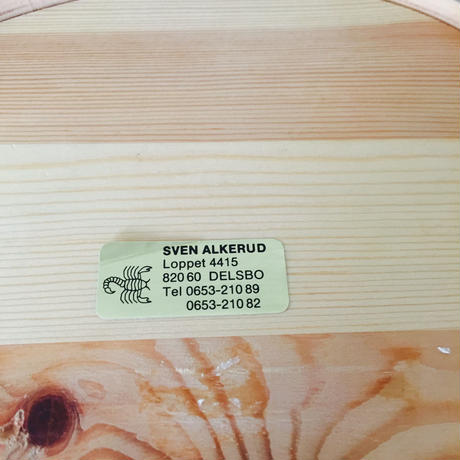 SVEN ALKERUD
Loppet 4415
820 60 DELSBO
Tel 0653-210 89
0653-210 82